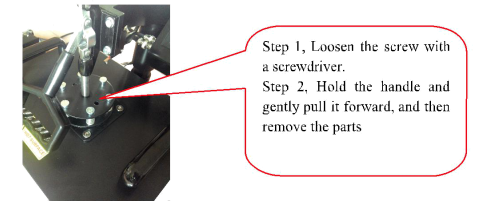 Step 1, Loosen the screw with
a screwdriver.
Step 2, Hold the handle and
gently pull it forward, and then
remove the parts